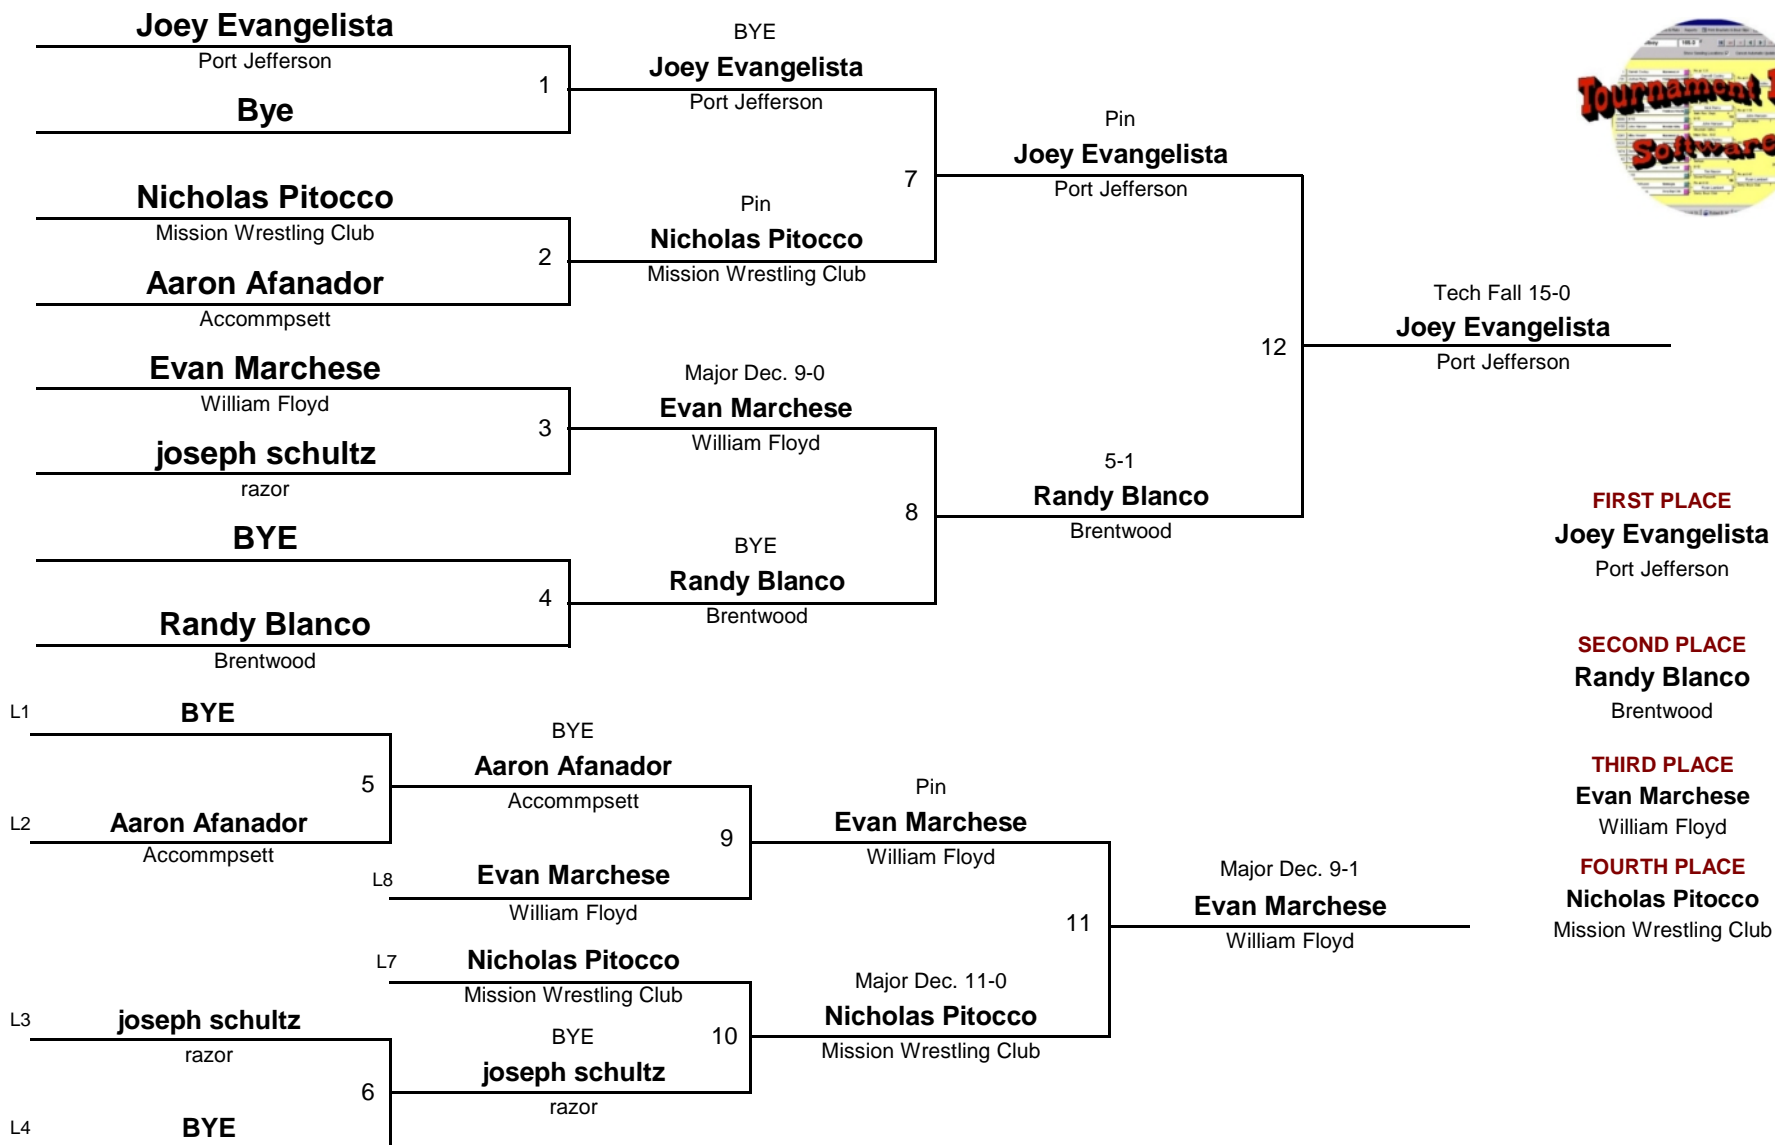 Joey Evangelista
Port Jefferson
1
Bye
BYE
Joey Evangelista
Port Jefferson
Nicholas Pitocco
Mission Wrestling Club
2
Aaron Afanador
Accommpsett
Pin
Nicholas Pitocco
Mission Wrestling Club
7
Pin
Joey Evangelista
Port Jefferson
Evan Marchese
William Floyd
3
joseph schultz
razor
Major Dec. 9-0
Evan Marchese
William Floyd
BYE
4
Randy Blanco
Brentwood
BYE
Randy Blanco
Brentwood
8
5-1
Randy Blanco
Brentwood
12
Tech Fall 15-0
Joey Evangelista
Port Jefferson
Tournament
Software
FIRST PLACE
Joey Evangelista
Port Jefferson
SECOND PLACE
Randy Blanco
Brentwood
THIRD PLACE
Evan Marchese
William Floyd
FOURTH PLACE
Nicholas Pitocco
Mission Wrestling Club
L1
BYE
5
L2
Aaron Afanador
Accommpsett
BYE
Aaron Afanador
Accommpsett
9
L8
Evan Marchese
William Floyd
Pin
Evan Marchese
William Floyd
L7
Nicholas Pitocco
Mission Wrestling Club
10
BYE
joseph schultz
razor
L3
joseph schultz
razor
6
L4
BYE
Major Dec. 11-0
Nicholas Pitocco
Mission Wrestling Club
11
Major Dec. 9-1
Evan Marchese
William Floyd